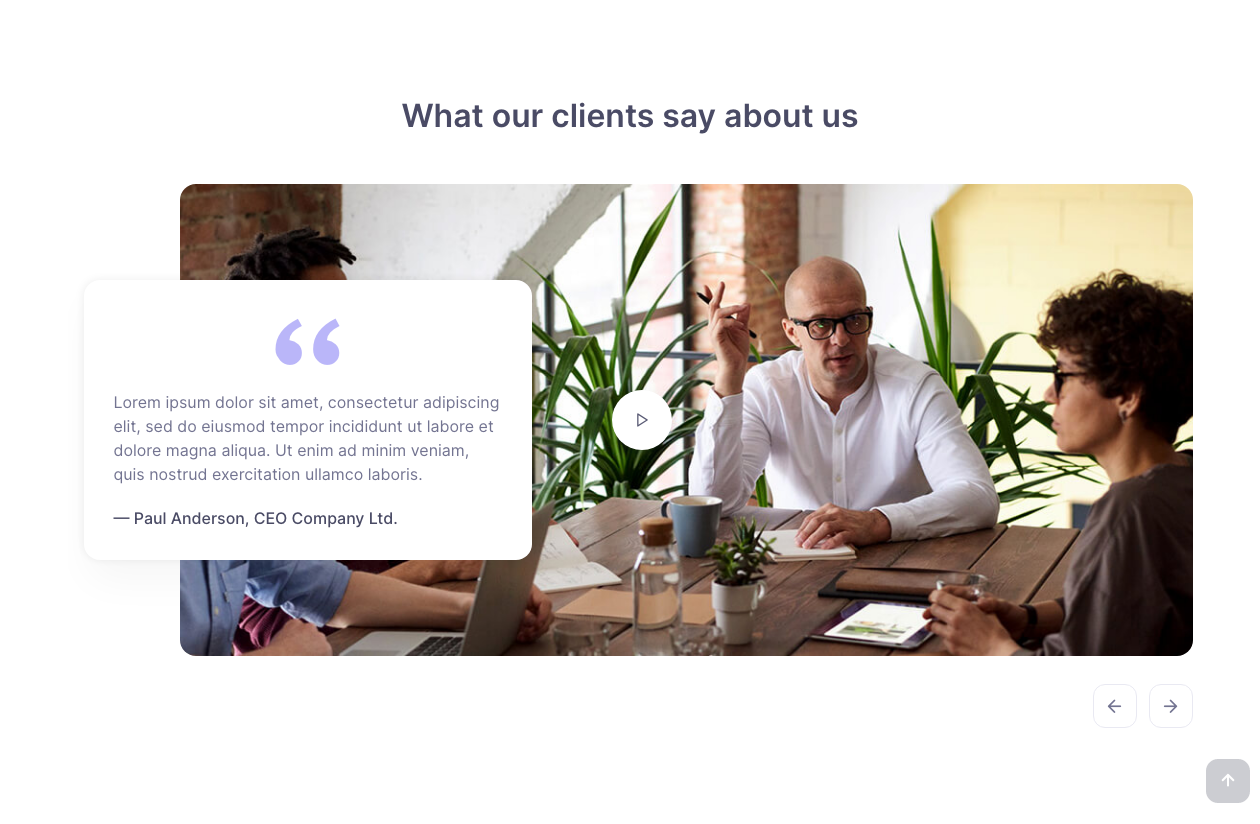 What our clients say about us
“
Lorem ipsum dolor sit amet, consectetur adipiscing
elit, sed do eiusmod tempor incididunt ut labore et
dolore magna aliqua. Ut enim ad minim veniam,
quis nostrud exercitation ullamco laboris.
— Paul Anderson, CEO Company Ltd.